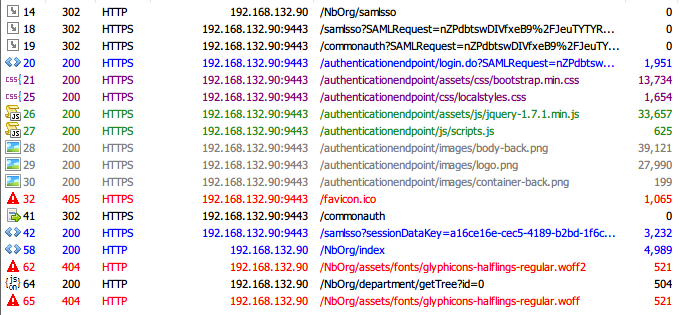 14 302 HTTP 192.168.132.90 /NbOrg/samlsso 0
18 302 HTTPS 192.168.132.90:9443 /samlsso?SAMLRequest=nZPdbtswDIVfxeB9%2FJeuTYTYR... 0
19 302 HTTPS 192.168.132.90:9443 /commonauth?SAMLRequest=nZPdbtswDIVfxeB9%2FJeuTY... 0
20 200 HTTPS 192.168.132.90:9443 /authenticationendpoint/login.do?SAMLRequest=nZPdbtsw... 1,951
css 21 200 HTTPS 192.168.132.90:9443 /authenticationendpoint/assets/css/bootstrap.min.css 13,734
css 25 200 HTTPS 192.168.132.90:9443 /authenticationendpoint/css/localstyles.css 1,654
JS 26 200 HTTPS 192.168.132.90:9443 /authenticationendpoint/assets/js/jquery-1.7.1.min.js 33,657
JS 27 200 HTTPS 192.168.132.90:9443 /authenticationendpoint/js/scripts.js 625
28 200 HTTPS 192.168.132.90:9443 /authenticationendpoint/images/body-back.png 39,121
29 200 HTTPS 192.168.132.90:9443 /authenticationendpoint/images/logo.png 27,990
30 200 HTTPS 192.168.132.90:9443 /authenticationendpoint/images/container-back.png 199
32 405 HTTPS 192.168.132.90:9443 /favicon.ico 1,065
41 302 HTTPS 192.168.132.90:9443 /commonauth 0
42 200 HTTPS 192.168.132.90:9443 /samlsso?sessionDataKey=a16ce16e-cec5-4189-b2bd-1f6c... 3,232
58 200 HTTP 192.168.132.90 /NbOrg/index 4,989
62 404 HTTP 192.168.132.90 /NbOrg/assets/fonts/glyphicons-halflings-regular.woff2 521
json 64 200 HTTP 192.168.132.90 /NbOrg/department/getTree?id=0 504
65 404 HTTP 192.168.132.90 /NbOrg/assets/fonts/glyphicons-halflings-regular.woff 521